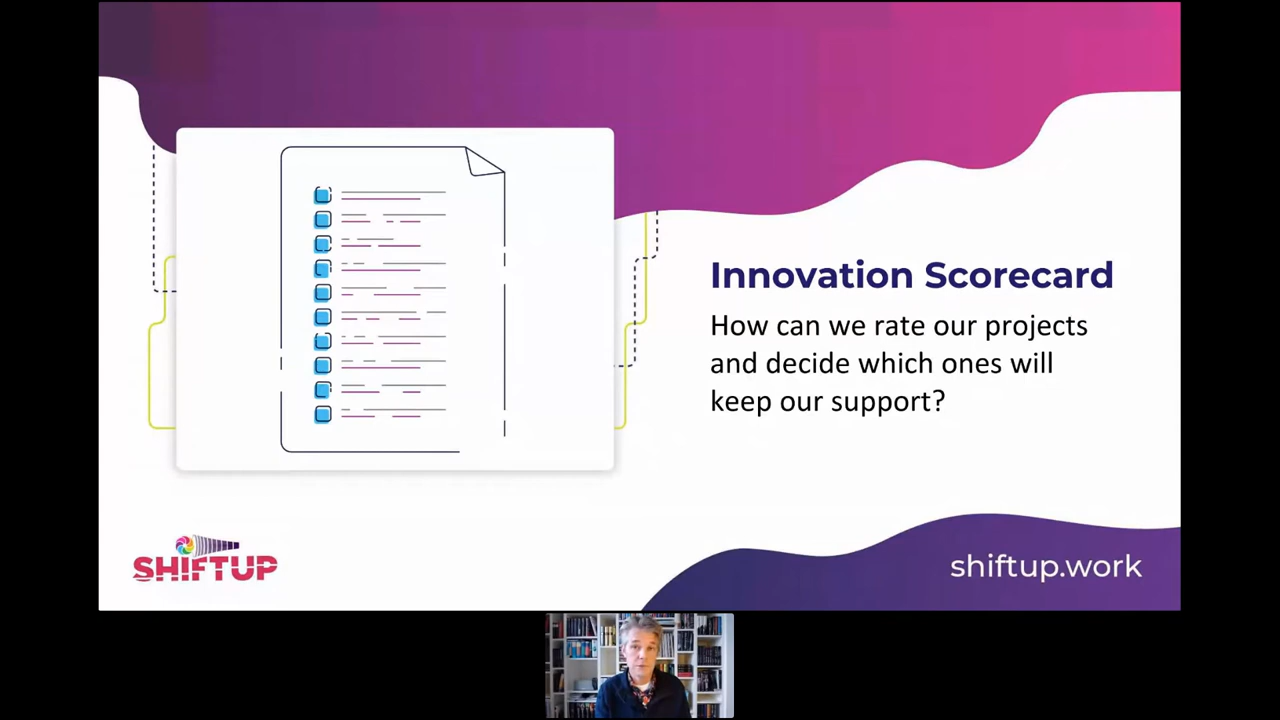 Innovation Scorecard
How can we rate our projects
and decide which ones will
keep our support?
SHIFTUP
shiftup.work